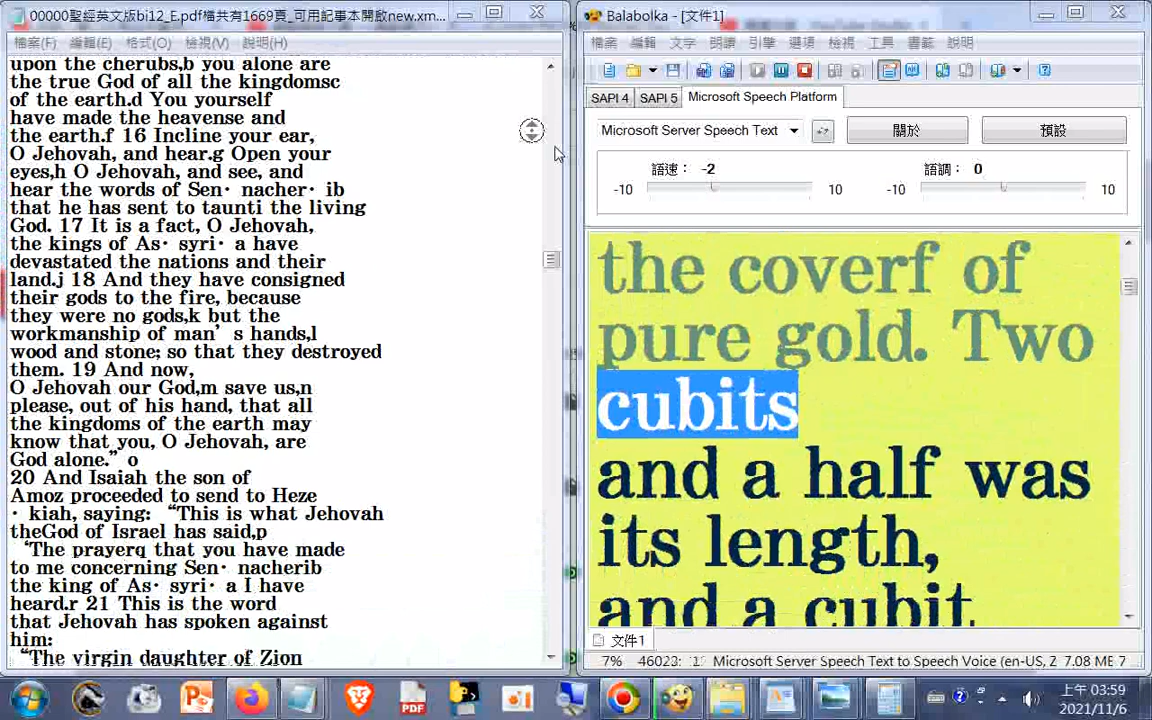 00000聖經英文版bi12_E.pdf檔共有1669頁_可用記事本開啟new.xm...
檔案(F) 編輯(E) 格式(O) 檢視(V) 說明(H)
upon the cherubs,b you alone are
the true God of all the kingdomsc
of the earth.d You yourself
have made the heavense and
the earth.f 16 Incline your ear,
O Jehovah, and hear.g Open your
eyes,h O Jehovah, and see, and
hear the words of Sen· nacher· ib
that he has sent to taunti the living
God. 17 It is a fact, O Jehovah,
the kings of As· syri· a have
devastated the nations and their
land.j 18 And they have consigned
their gods to the fire, because
they were no gods,k but the
workmanship of man’s hands,l
wood and stone; so that they destroyed
them. 19 And now,
O Jehovah our God,m save us,n
please, out of his hand, that all
the kingdoms of the earth may
know that you, O Jehovah, are
God alone.” o
20 And Isaiah the son of
Amoz proceeded to send to Heze
· kiah, saying: “This is what Jehovah
theGod of Israel has said,p
‘The prayerq that you have made
to me concerning Sen· nacherib
the king of As· syri· a I have
heard.r 21 This is the word
that Jehovah has spoken against
him:
“The virgin daughter of Zion
Balabolka - [文件1]
檔案 編輯 文字 朗讀 引擎 選項 檢視 工具 書籤 說明
SAPI 4 SAPI 5 Microsoft Speech Platform
Microsoft Server Speech Text 關於 預設
語速： -2 語調： 0
-10 10 -10 10
the coverf of
pure gold. Two
cubits
and a half was
its length,
and a cubit
文件1
7% 46023: Microsoft Server Speech Text to Speech Voice (en-US, 2 7.08 ME 7
上午 03:59
2021/11/6